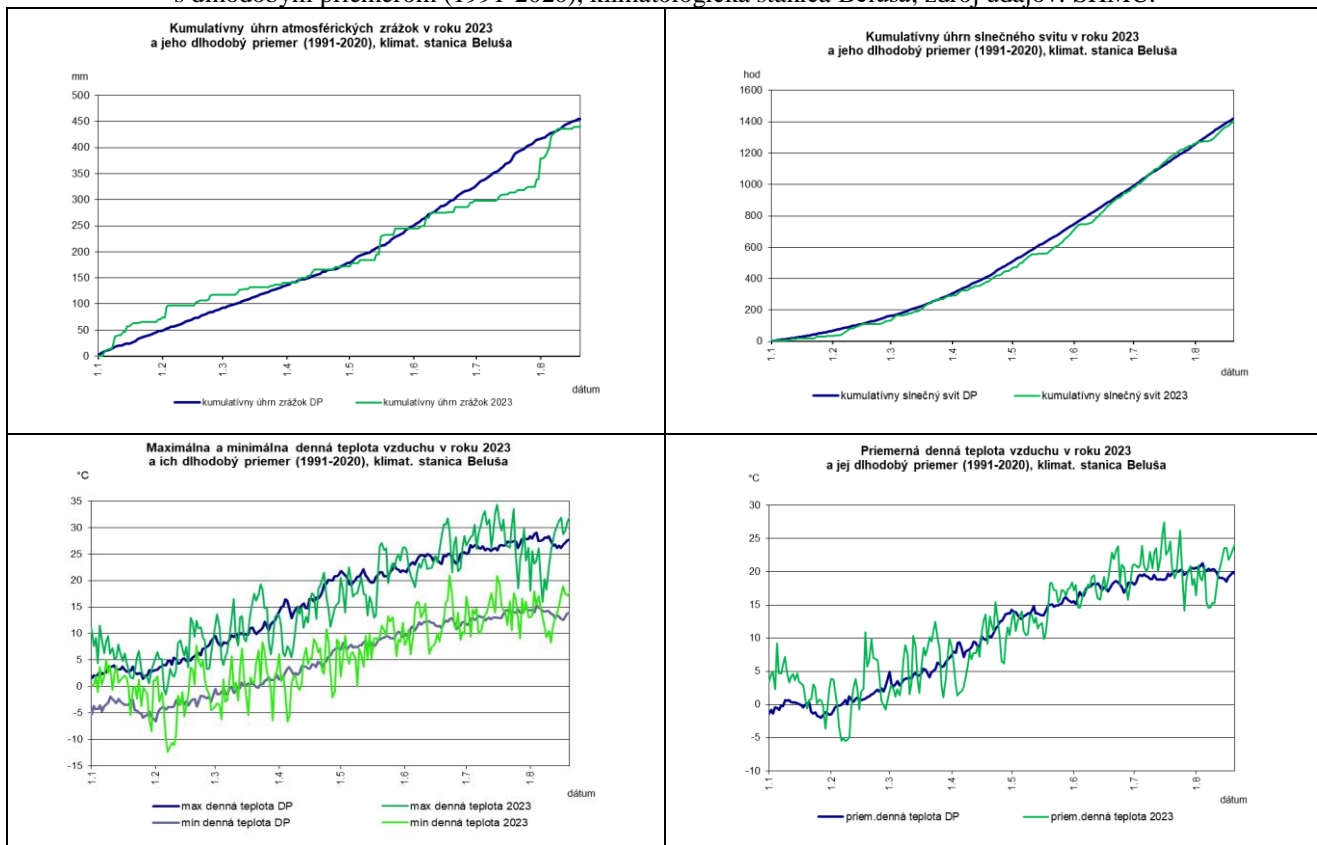 s dlhodobým priemerom (1991-2020), klimatologická stanica Beluša, zdroj údajov: SHMÚ.
Kumulatívny úhrn atmosférických zrážok v roku 2023
a jeho dlhodobý priemer (1991-2020), klimat. stanica Beluša
mm
500
450
400
350
300
250
200
150
100
50
0
1.1
1.2
1.3
1.4
1.5
1.6
1.7
1.8
dátum
kumulatívny úhrn zrážok DP
kumulatívny úhrn zrážok 2023
Kumulatívny úhrn slnečného svitu v roku 2023
a jeho dlhodobý priemer (1991-2020), klimat. stanica Beluša
hod
1600
1400
1200
1000
800
600
400
200
0
1.1
1.2
1.3
1.4
1.5
1.6
1.7
1.8
dátum
kumulatívny slnečný svit DP
kumulatívny slnečný svit 2023
Maximálna a minimálna denná teplota vzduchu v roku 2023
a ich dlhodobý priemer (1991-2020), klimat. stanica Beluša
°C
35
30
25
20
15
10
5
0
-5
-10
-15
1.1
1.2
1.3
1.4
1.5
1.6
1.7
1.8
dátum
max denná teplota DP
max denná teplota 2023
min denná teplota DP
min denná teplota 2023
Priemerná denná teplota vzduchu v roku 2023
a jej dlhodobý priemer (1991-2020), klimat. stanica Beluša
°C
30
25
20
15
10
5
0
-5
-10
1.1
1.2
1.3
1.4
1.5
1.6
1.7
1.8
dátum
priem.denná teplota DP
priem.denná teplota 2023